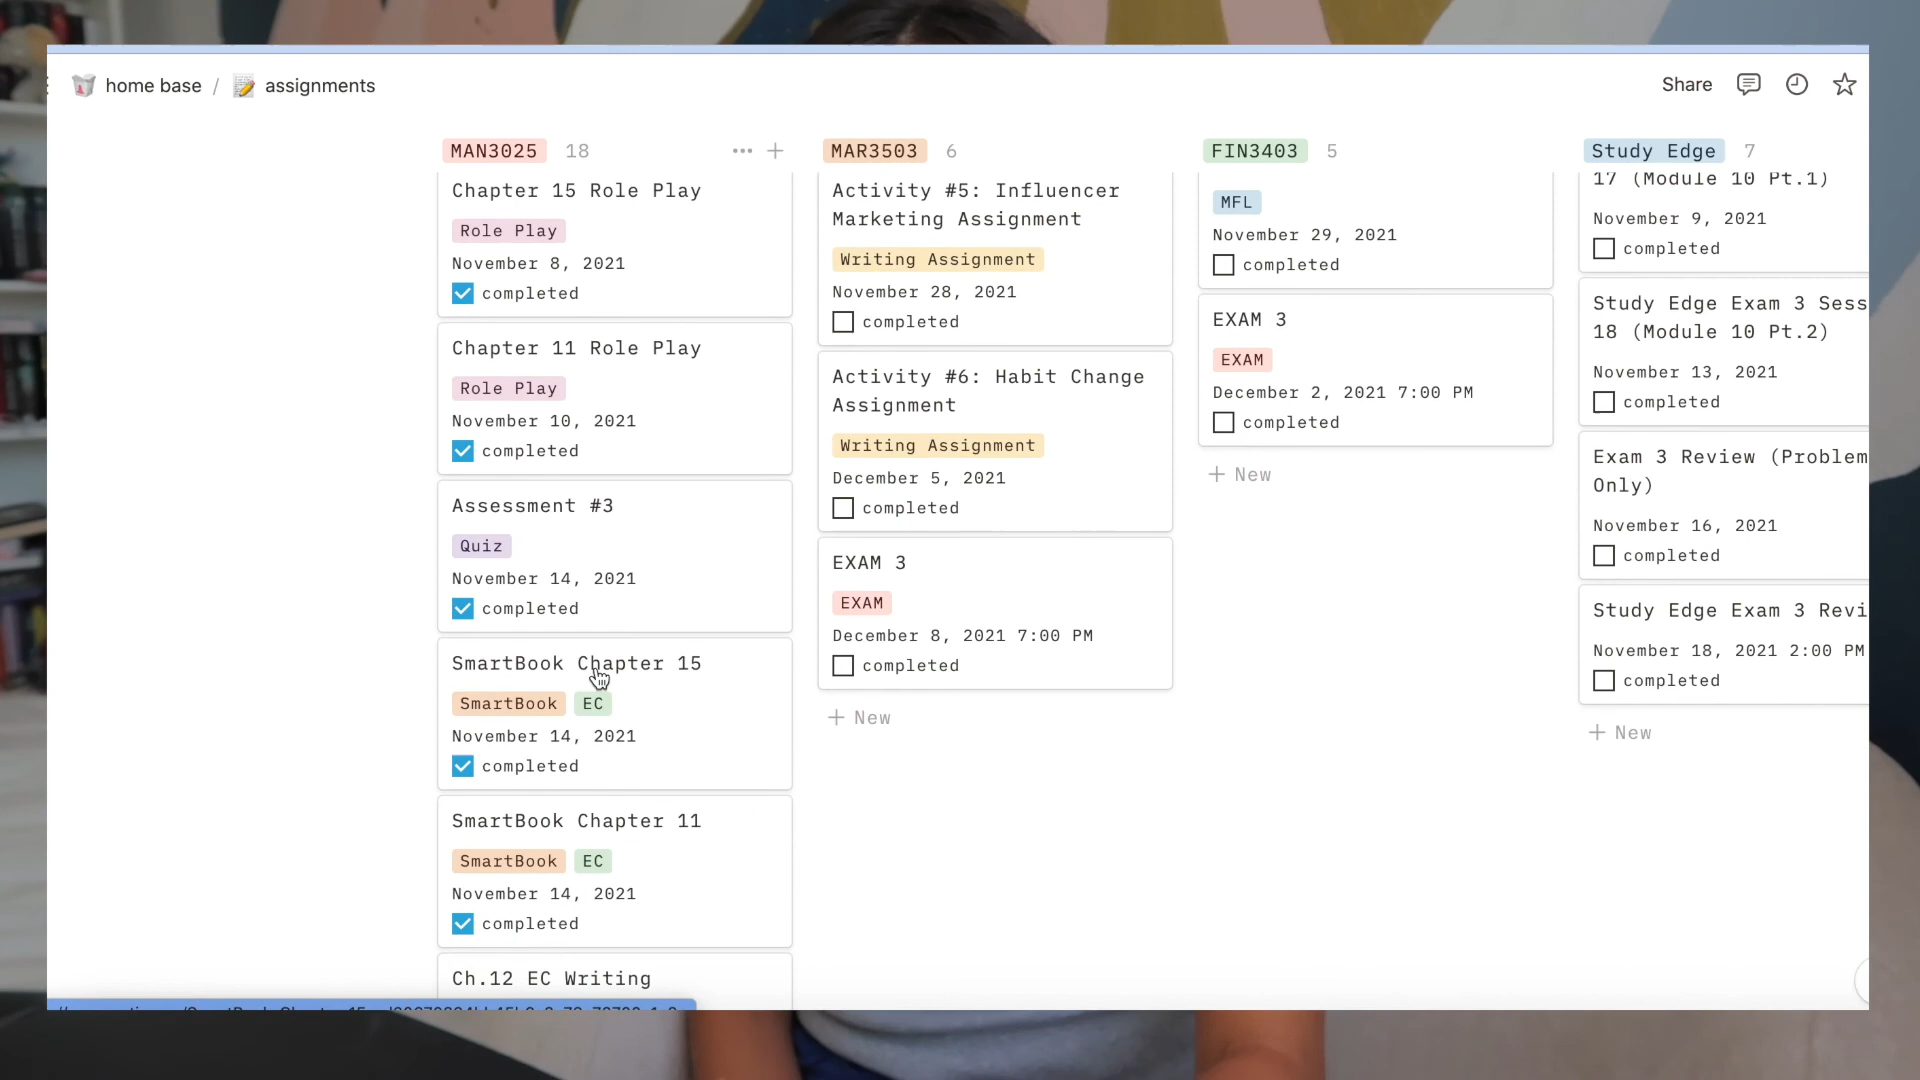 home base / assignments
Share
MAN3025 18
Chapter 15 Role Play
Role Play
November 8, 2021
completed
Chapter 11 Role Play
Role Play
November 10, 2021
completed
Assessment #3
Quiz
November 14, 2021
completed
SmartBook Chapter 15
SmartBook EC
November 14, 2021
completed
SmartBook Chapter 11
SmartBook EC
November 14, 2021
completed
Ch.12 EC Writing
MAR3503 6
Activity #5: Influencer
Marketing Assignment
Writing Assignment
November 28, 2021
completed
Activity #6: Habit Change
Assignment
Writing Assignment
December 5, 2021
completed
EXAM 3
EXAM
December 8, 2021 7:00 PM
completed
+ New
FIN3403 5
MFL
November 29, 2021
completed
EXAM 3
EXAM
December 2, 2021 7:00 PM
completed
+ New
Study Edge 7
17 (Module 10 Pt.1)
November 9, 2021
completed
Study Edge Exam 3 Sess
18 (Module 10 Pt.2)
November 13, 2021
completed
Exam 3 Review (Problem
Only)
November 16, 2021
completed
Study Edge Exam 3 Revi
November 18, 2021 2:00 PM
completed
+ New